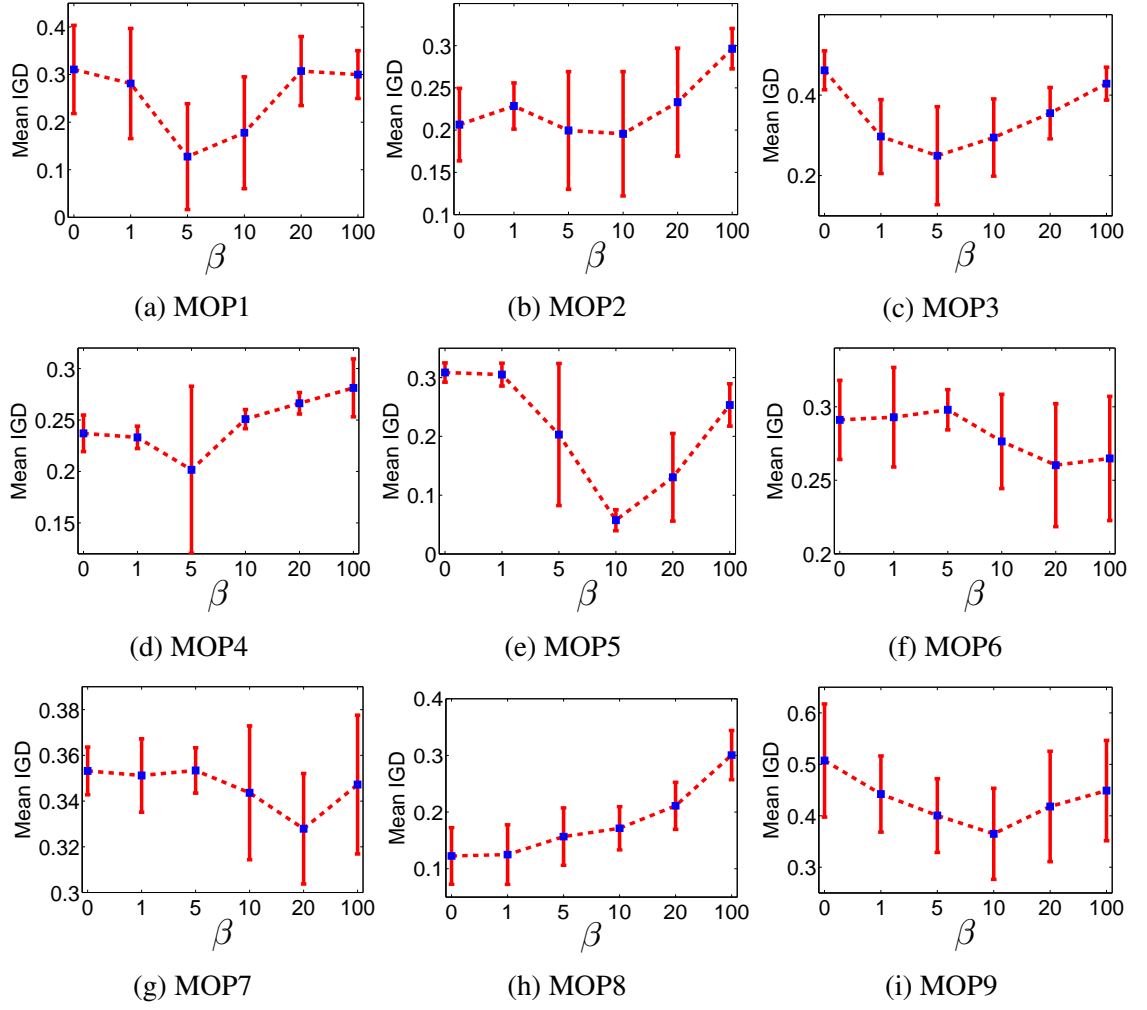 Mean IGD
0.4
0.3
0.2
0.1
0
0 1 5 10 20 100
β
(a) MOP1
Mean IGD
0.3
0.25
0.2
0.15
0.1
0 1 5 10 20 100
β
(b) MOP2
Mean IGD
0.4
0.2
0 1 5 10 20 100
β
(c) MOP3
Mean IGD
0.3
0.25
0.2
0.15
0 1 5 10 20 100
β
(d) MOP4
Mean IGD
0.3
0.2
0.1
0
0 1 5 10 20 100
β
(e) MOP5
Mean IGD
0.3
0.25
0.2
0 1 5 10 20 100
β
(f) MOP6
Mean IGD
0.38
0.36
0.34
0.32
0.3
0 1 5 10 20 100
β
(g) MOP7
Mean IGD
0.4
0.3
0.2
0.1
0 1 5 10 20 100
β
(h) MOP8
Mean IGD
0.6
0.5
0.4
0.3
0 1 5 10 20 100
β
(i) MOP9